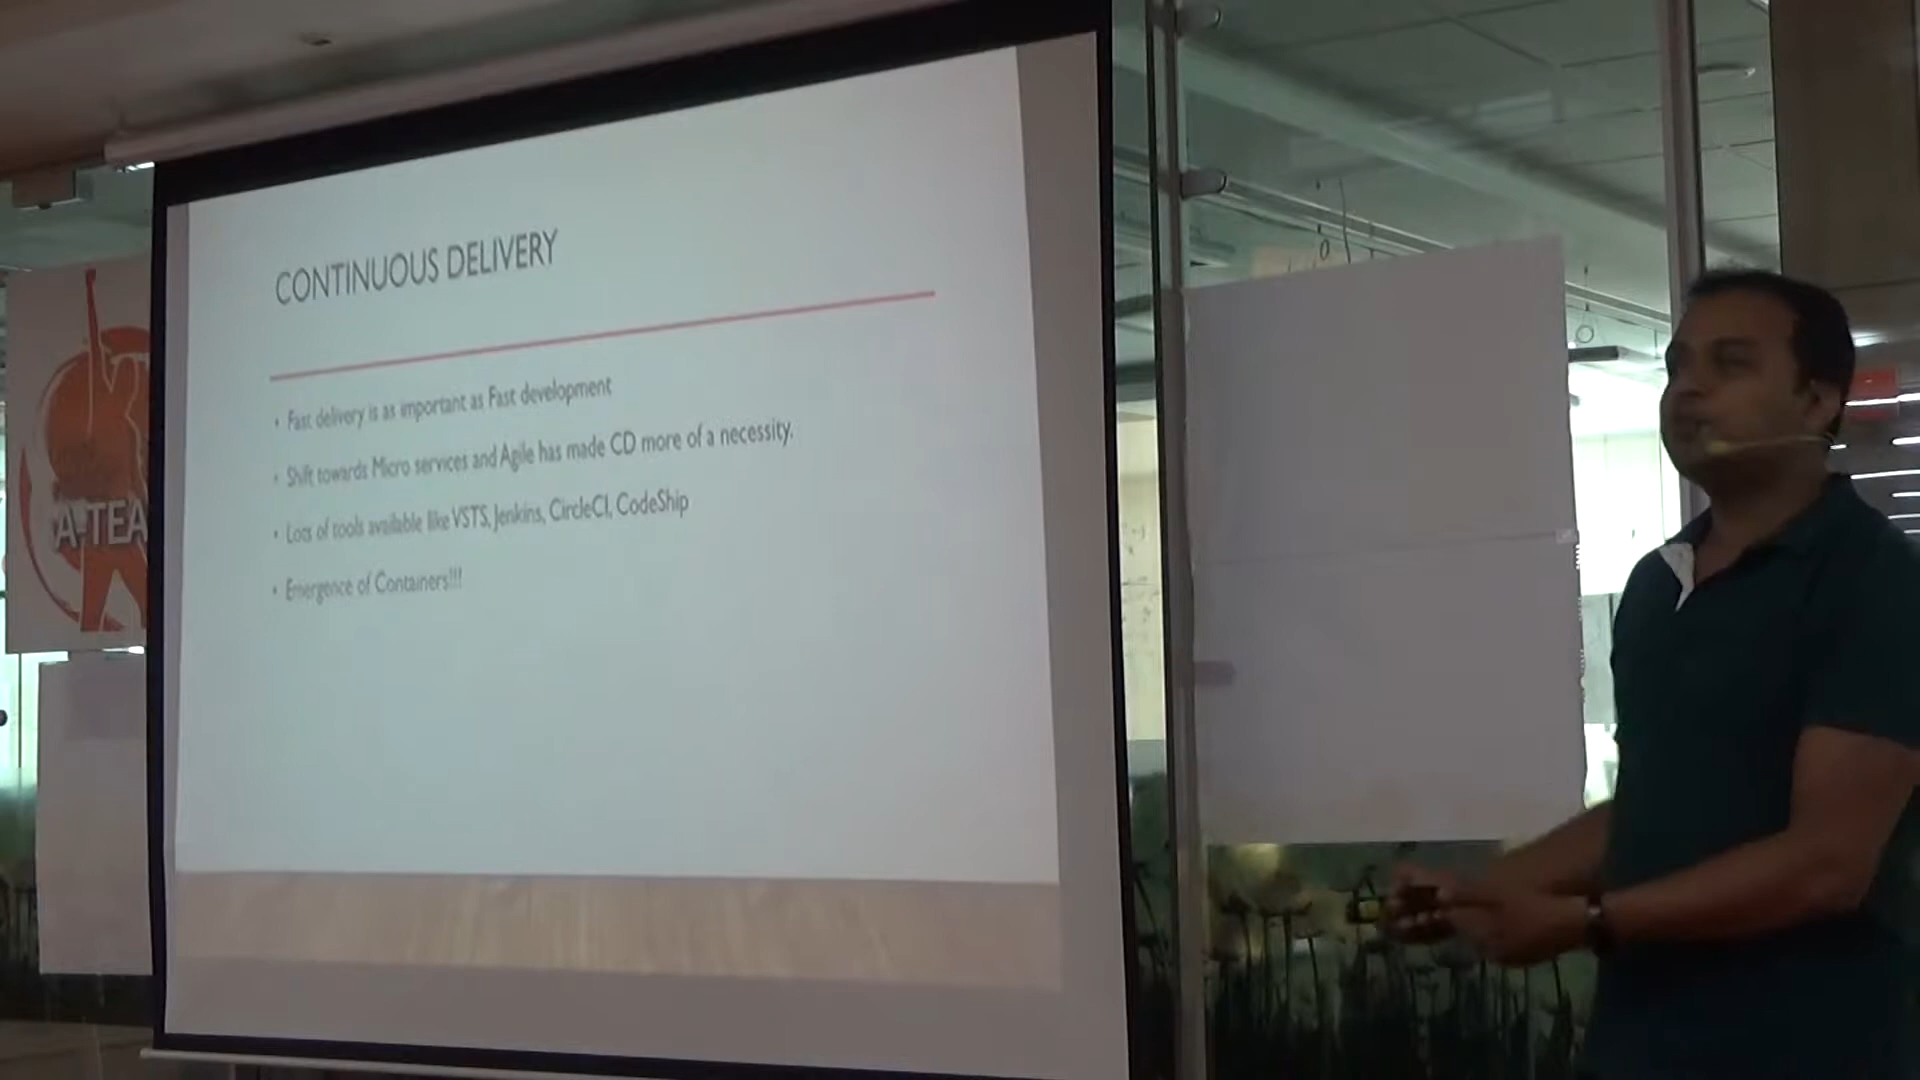 CONTINUOUS DELIVERY
Fast delivery is as important as Fast development
Shift towards Micro services and Agile has made CD more of a necessity.
Lots of tools available like VSTS, Jenkins, CircleCI, CodeShip
Emergence of Containers!!!
A-TEA